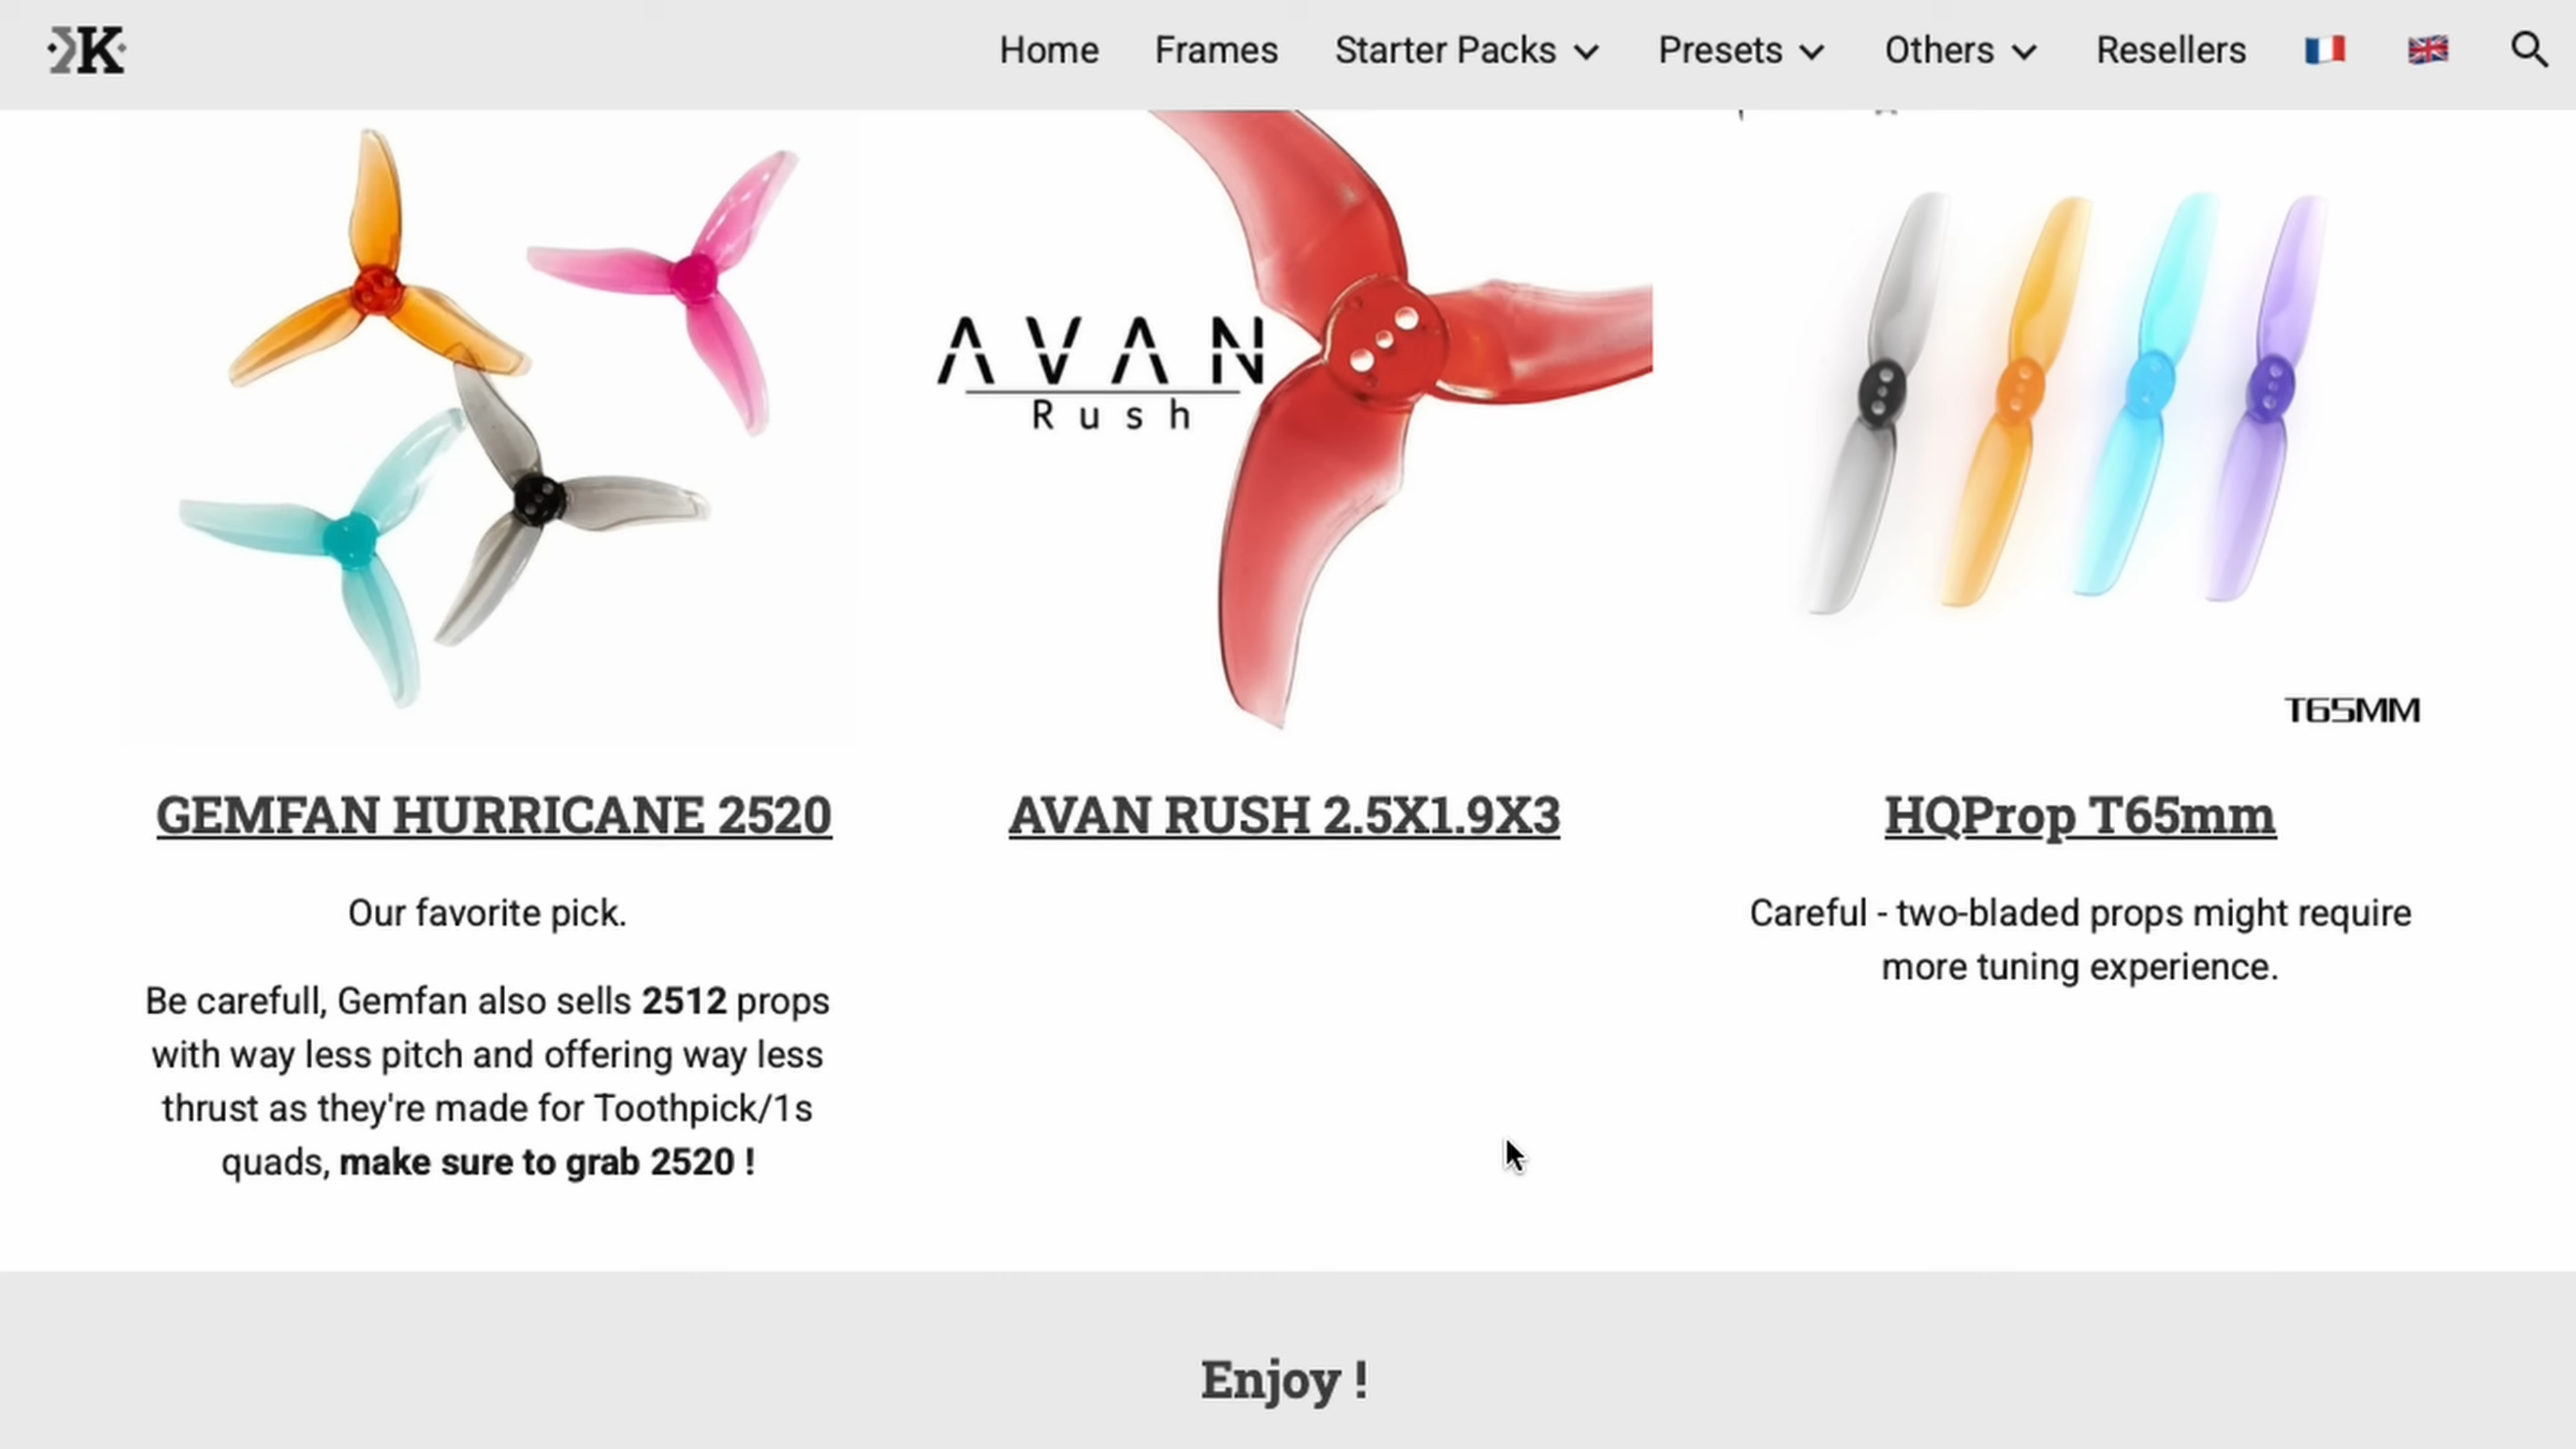 K
Home Frames Starter Packs Presets Others Resellers
AVAN
Rush
T65MM
GEMFAN HURRICANE 2520
Our favorite pick.
Be carefull, Gemfan also sells 2512 props
with way less pitch and offering way less
thrust as they're made for Toothpick/1s
quads, make sure to grab 2520 !
AVAN RUSH 2.5X1.9X3
HQProp T65mm
Careful - two-bladed props might require
more tuning experience.
Enjoy !